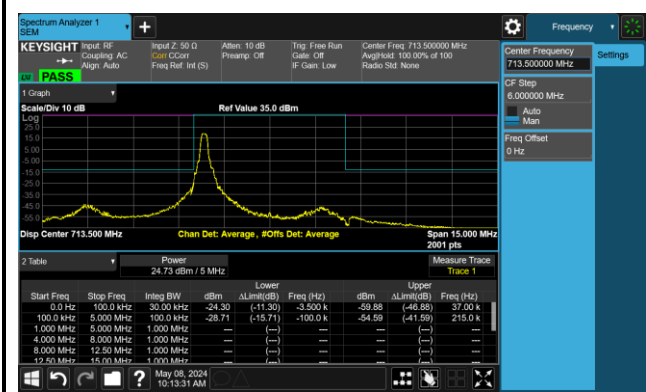 Spectrum Analyzer 1
SEM
Frequency
KEYSIGHT
Input: RF
Coupling: AC
Align: Auto
Input Z: 50 Ω
Corr CCorr
Freq Ref: Int (S)
Atten: 10 dB
Preamp: Off
Trig: Free Run
Gate: Off
IF Gain: Low
Center Freq: 713.500000 MHz
Avg|Hold: 100.00% of 100
Radio Std: None
PASS
Center Frequency
713.500000 MHz
Settings
CF Step
6.000000 MHz
Auto
Man
Freq Offset
0 Hz
1 Graph
Scale/Div 10 dB
Ref Value 35.0 dBm
Log
25.0
15.0
5.00
-5.00
-15.0
-25.0
-35.0
-45.0
-55.0
Disp Center 713.500 MHz
Chan Det: Average, #Offs Det: Average
Span 15.000 MHz
2001 pts
2 Table
Power
24.73 dBm / 5 MHz
Measure Trace
Trace 1
Lower Upper
Start Freq Stop Freq Integ BW dBm ΔLimit(dB) Freq (Hz) dBm ΔLimit(dB) Freq (Hz)
0.0 Hz 100.0 kHz 30.00 kHz -24.30 (-11.30) -3.500 k -59.88 (-46.88) 37.00 k
100.0 kHz 5.000 MHz 100.0 kHz -28.71 (-15.71) -100.0 k -54.59 (-41.59) 215.0 k
1.000 MHz 5.000 MHz 1.000 MHz --- (---) --- --- (---) ---
4.000 MHz 8.000 MHz 1.000 MHz --- (---) --- --- (---) ---
8.000 MHz 12.50 MHz 1.000 MHz --- (---) --- --- (---) ---
12.50 MHz 15.00 MHz 1.000 MHz --- (---) --- --- (---) ---
May 08, 2024
10:13:31 AM